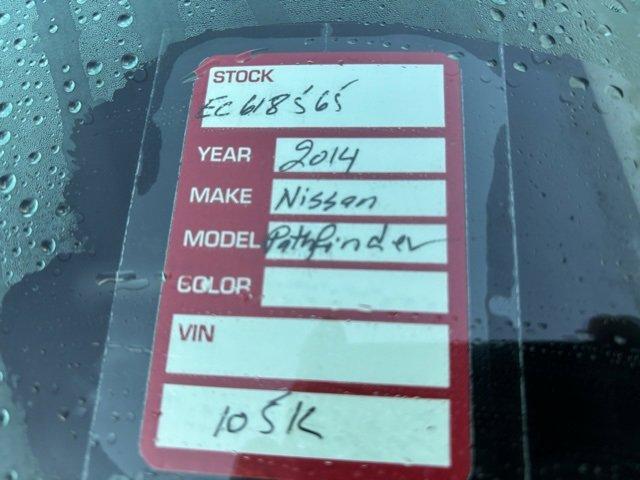 STOCK
EC618565
YEAR 2014
MAKE Nissan
MODEL Pathfinder
COLOR
VIN
105K